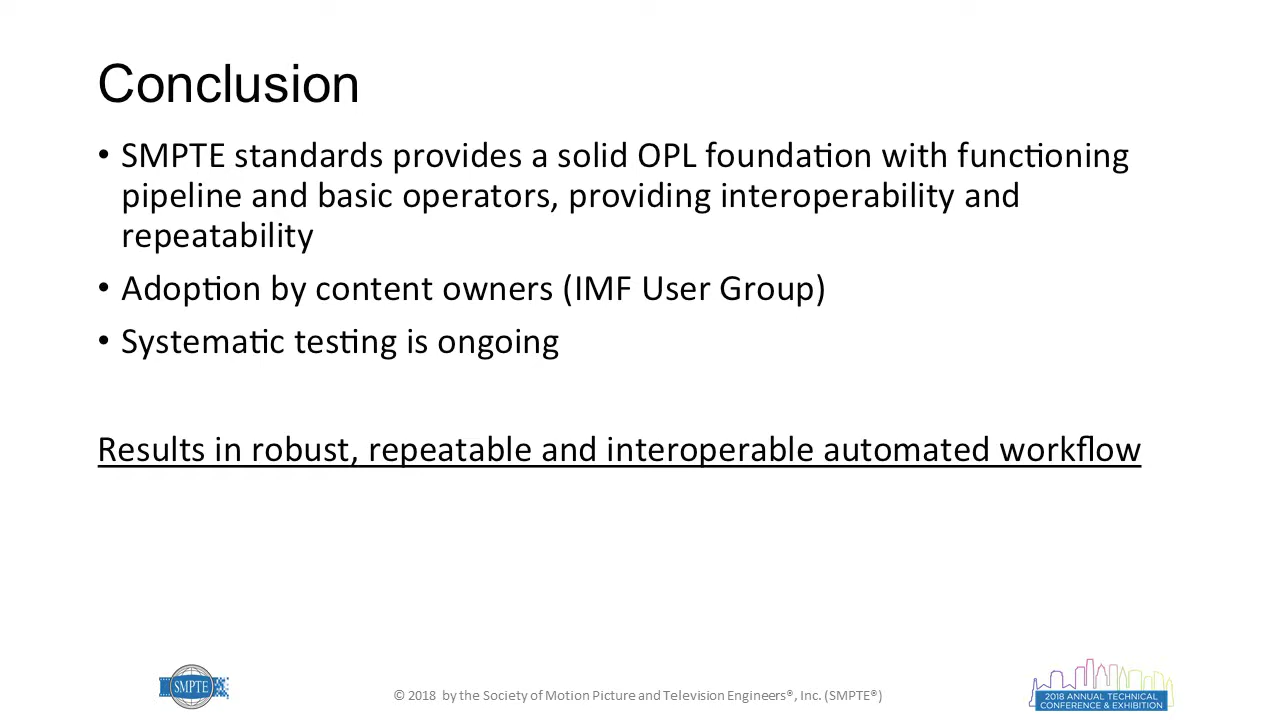 Conclusion
• SMPTE standards provides a solid OPL foundation with functioning
pipeline and basic operators, providing interoperability and
repeatability
• Adoption by content owners (IMF User Group)
• Systematic testing is ongoing
Results in robust, repeatable and interoperable automated workflow
SMPTE
© 2018 by the Society of Motion Picture and Television Engineers®, Inc. (SMPTE®)
2018 ANNUAL TECHNICAL
CONFERENCE & EXHIBITION